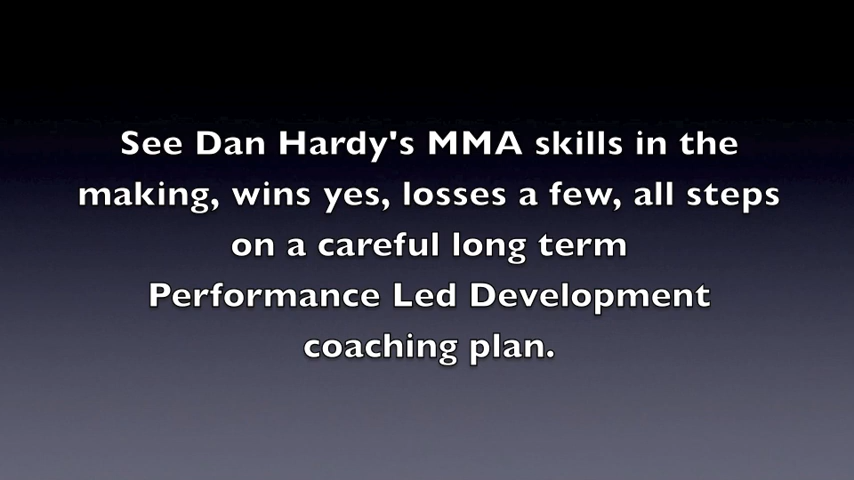 See Dan Hardy's MMA skills in the
making, wins yes, losses a few, all steps
on a careful long term
Performance Led Development
coaching plan.